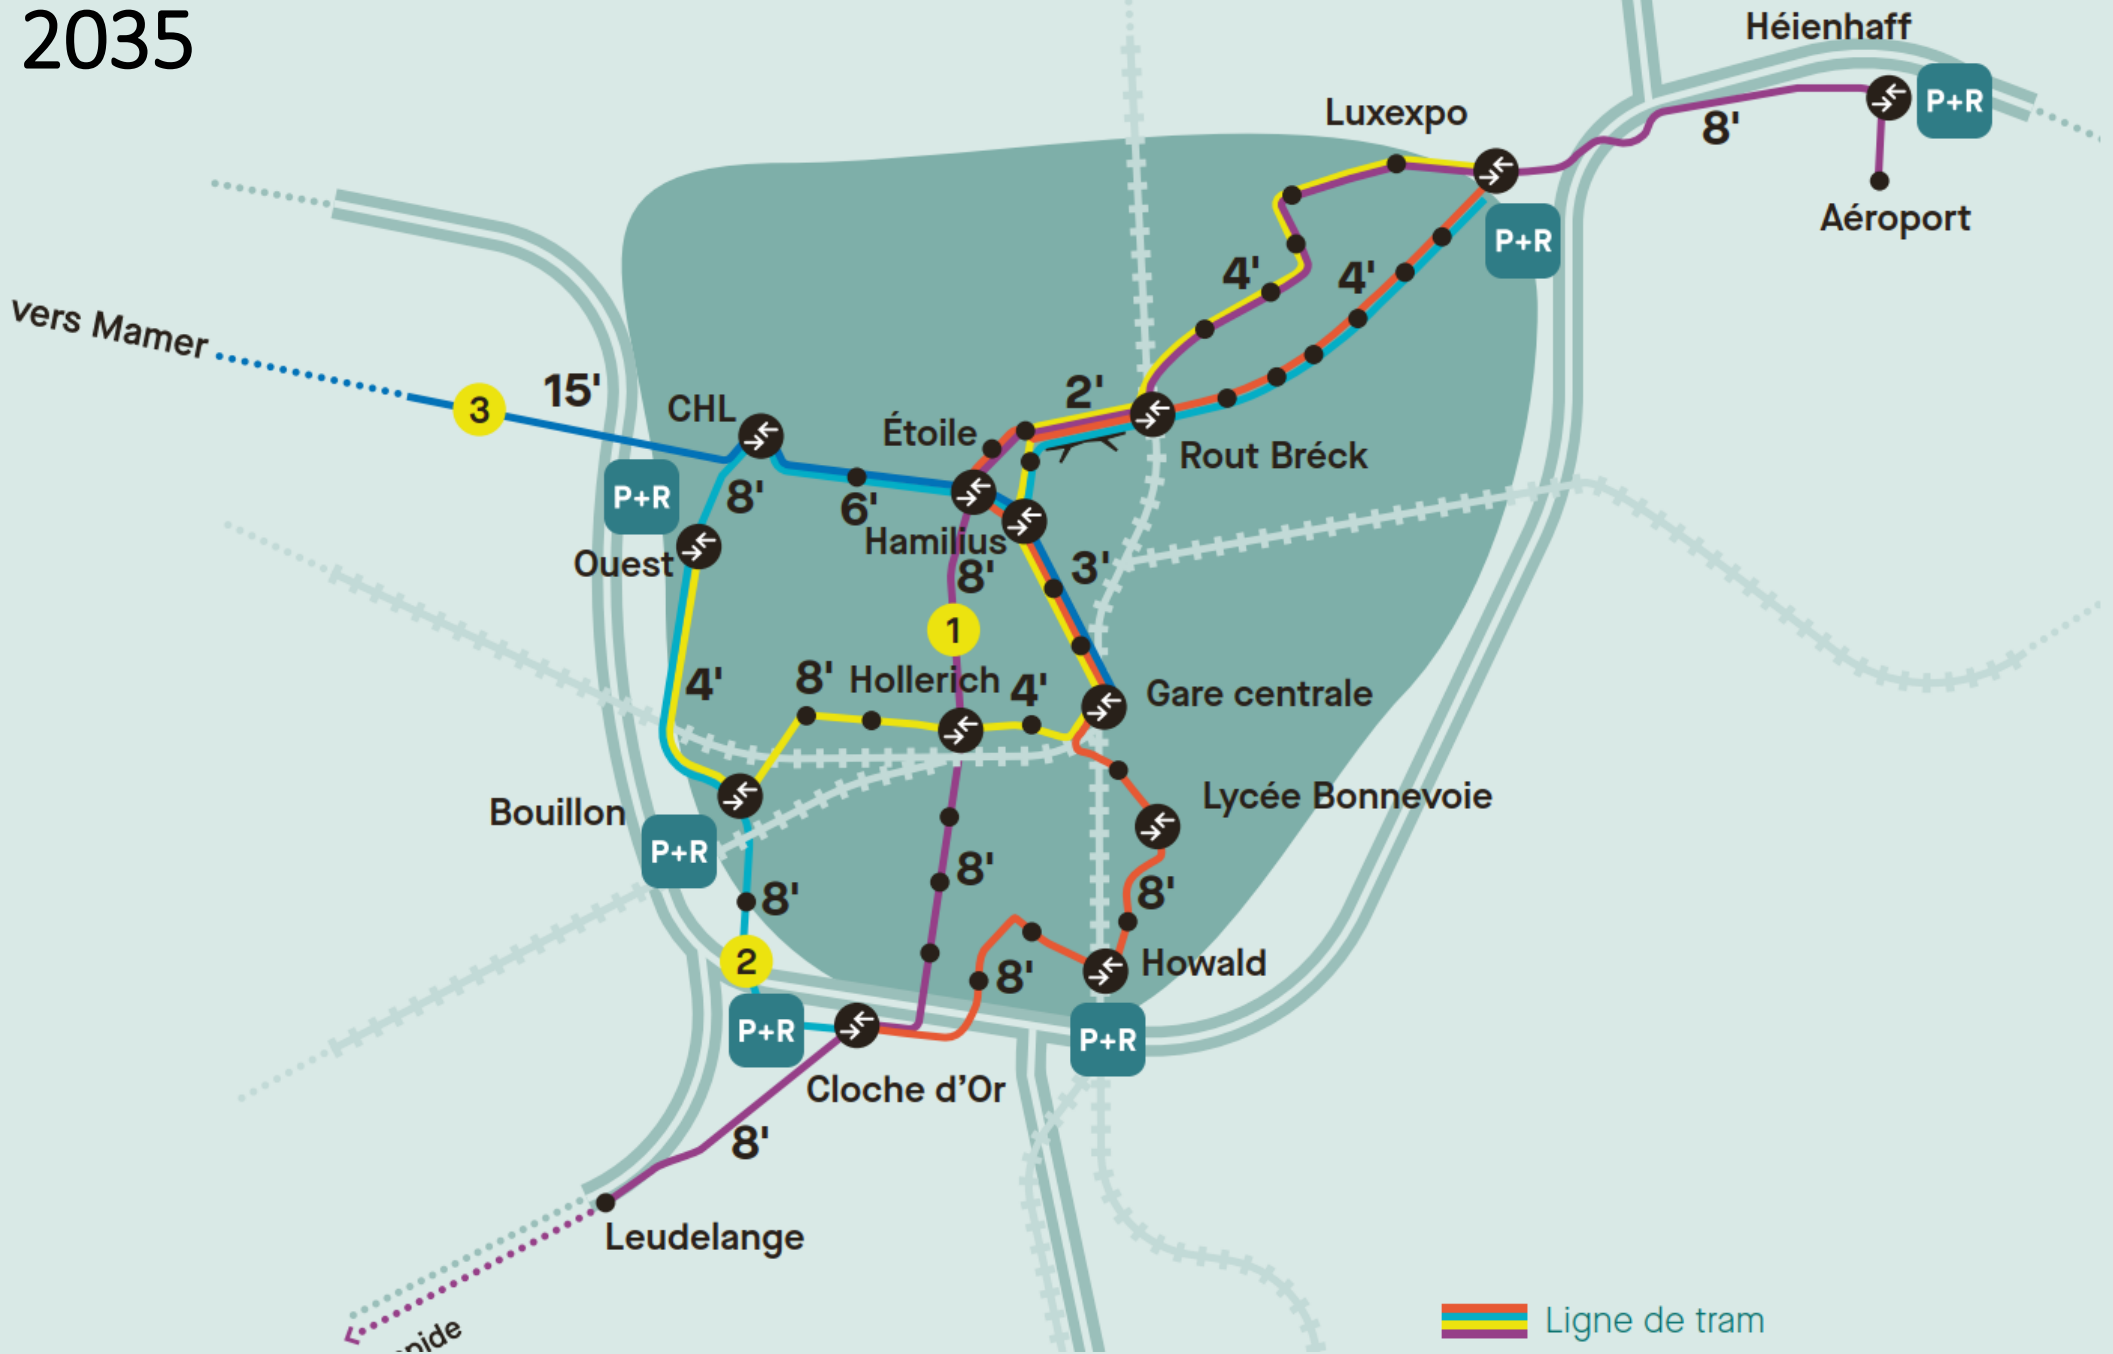 2035
Héienhaff
P+R
8'
Luxexpo
Aéroport
P+R
4'
4'
vers Mamer
3
15'
CHL
2'
Étoile
Rout Bréck
P+R
8'
6'
Hamilius
Ouest
8'
3'
1
4'
8'
Hollerich
4'
Gare centrale
Bouillon
P+R
Lycée Bonnevoie
8'
8'
8'
2
8'
Howald
P+R
P+R
Cloche d'Or
8'
Leudelange
Ligne de tram